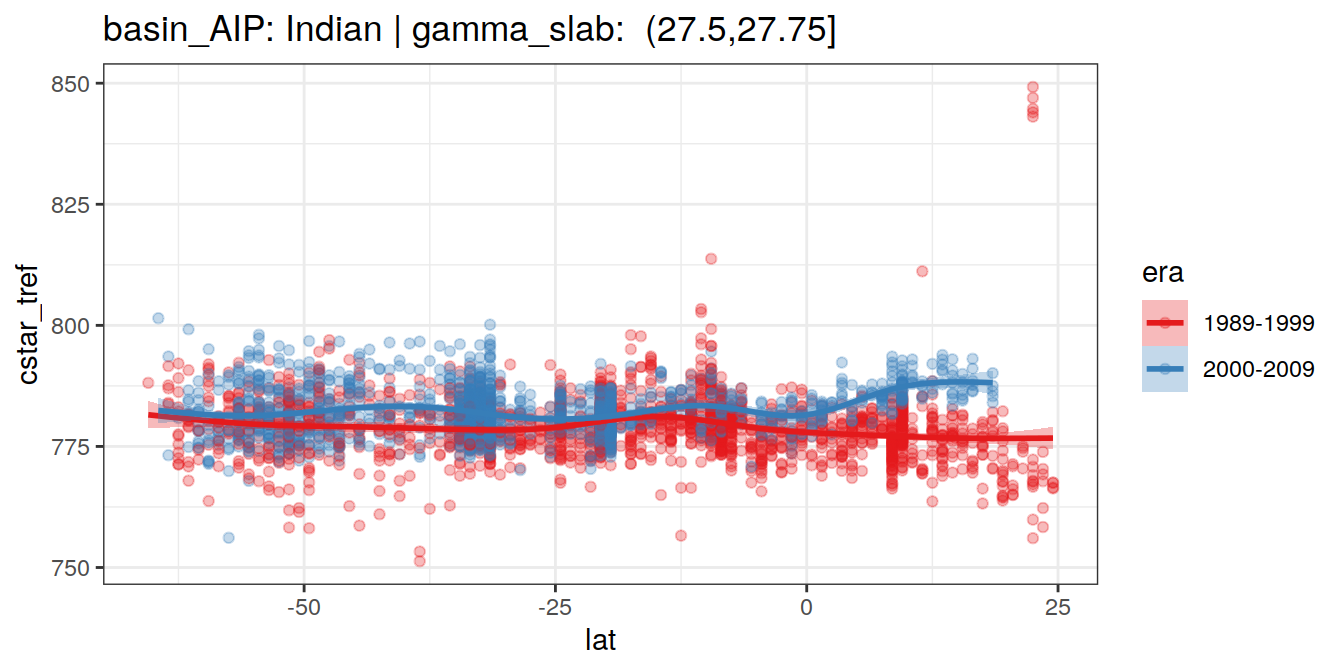 basin_AIP: Indian | gamma_slab:  (27.5,27.75]
850
825
800
775
750
cstar_tref
-50
-25
0
25
lat
era
1989-1999
2000-2009